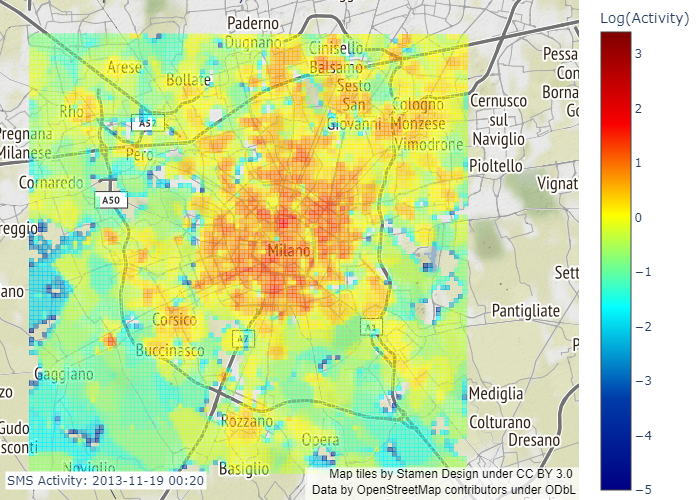 Paderno
Dugnano
Cinisello
Balsamo
Arese
Bollate
Sesto
San
Giovanni
Rho
A52
Pero
Cologno
Monzese
Vimodrone
Cernusco
sul
Naviglio
Pioltello
Pregnana
Milanese
Cornaredo
A50
Vignat
Pessa
Con
Borna
Go
reggio
Milano
ano
Sett
Pantigliate
P
Corsico
Buccinasco
A7
A1
Gaggiano
zo
Mediglia
Colturano
Dresano
Rozzano
Opera
Gudo
sconti
Noviglio
Basiglio
SMS Activity: 2013-11-19 00:20
Map tiles by Stamen Design under CC BY 3.0
Data by OpenStreetMap contributors under ODbL
Log(Activity)
3
2
1
0
−1
−2
−3
−4
−5